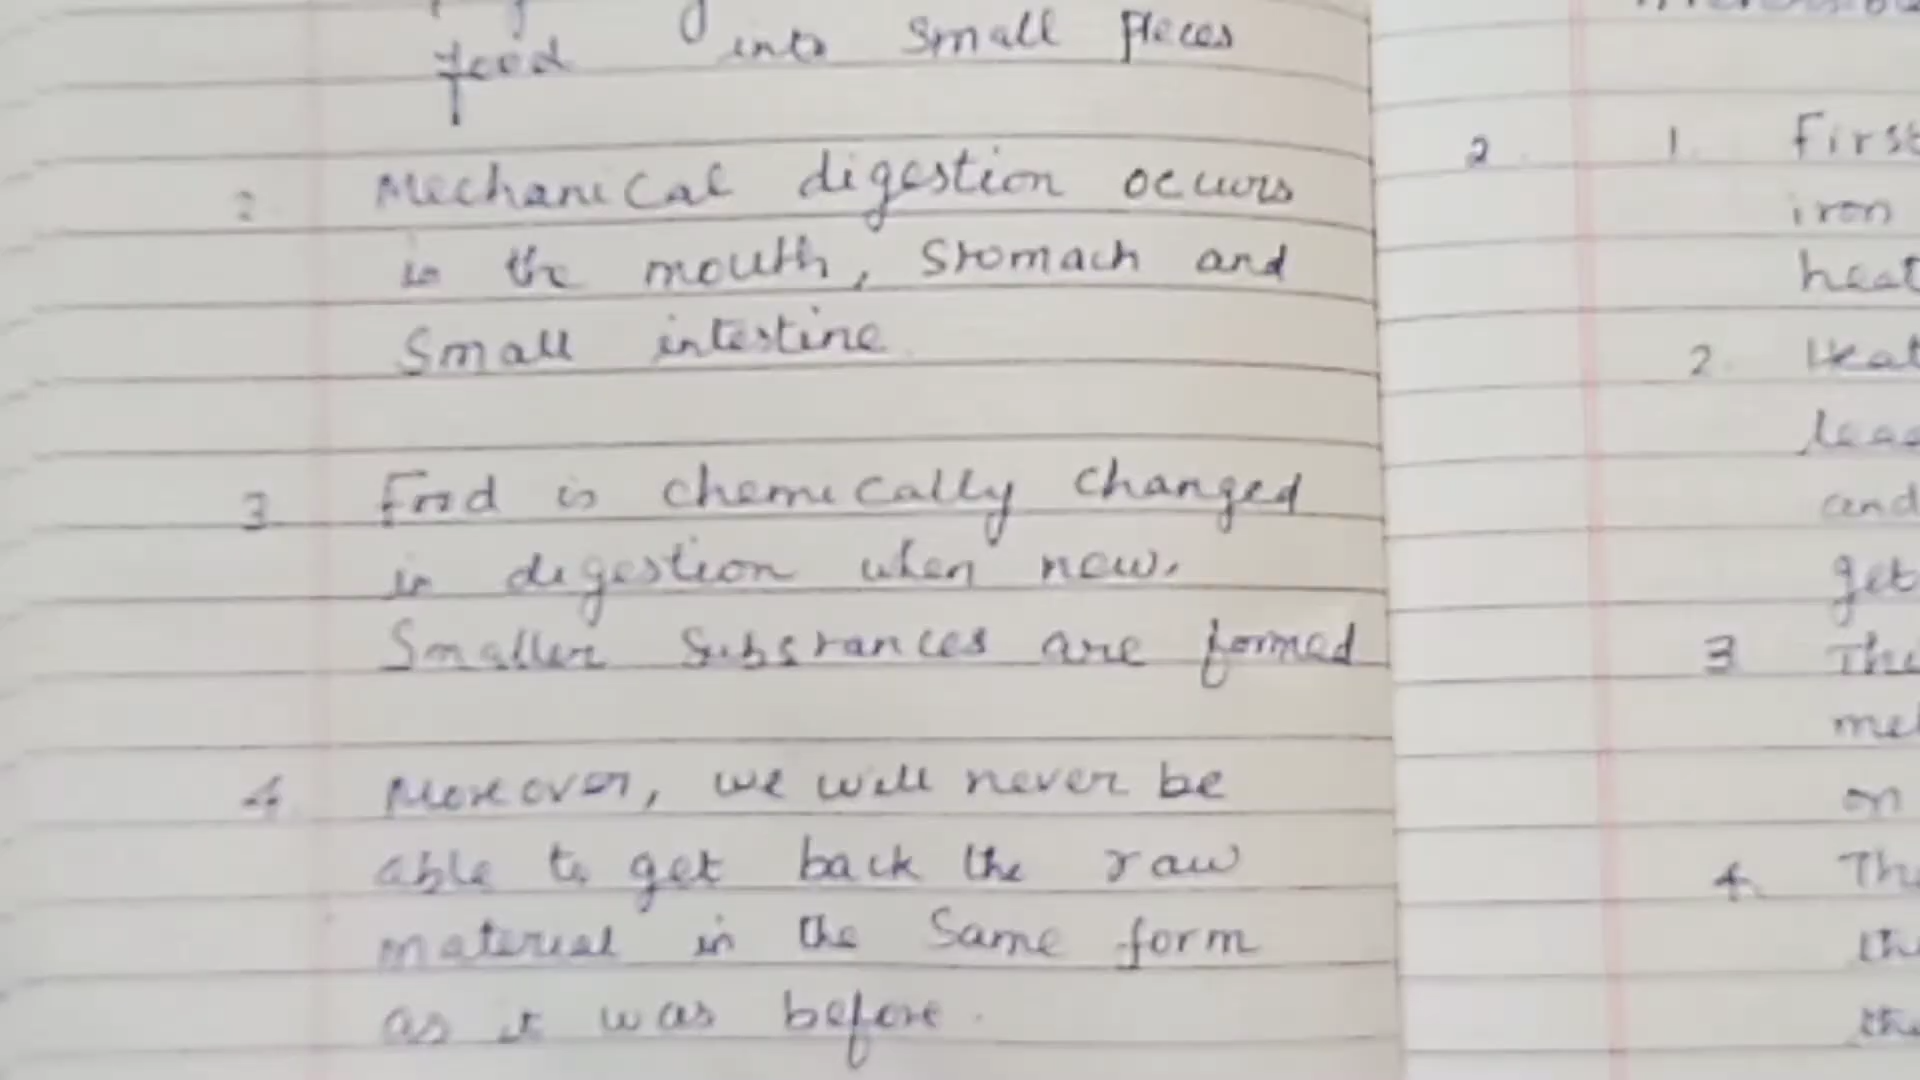 food into small pieces
2. Mechanical digestion occurs
in the mouth, stomach and
small intestine.
3 Food is chemically changed
in digestion when new,
smaller substances are formed
4. Moreover, we will never be
able to get back the raw
material in the same form
as it was before.
2 1. First
iron
heat
2. Heat
and
get
3
on
4.